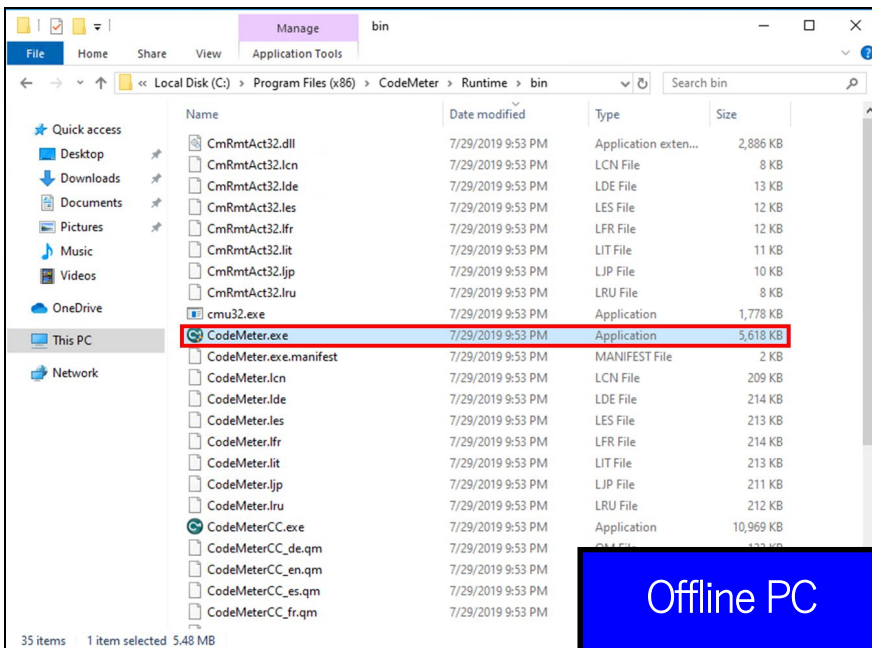 Manage
bin
File
Home
Share
View
Application Tools
« Local Disk (C:) > Program Files (x86) > CodeMeter > Runtime > bin
Search bin
Quick access
Desktop
Downloads
Documents
Pictures
Music
Videos
OneDrive
This PC
Network
Name Date modified Type Size
CmRmtAct32.dll 7/29/2019 9:53 PM Application exten... 2,886 KB
CmRmtAct32.lcn 7/29/2019 9:53 PM LCN File 8 KB
CmRmtAct32.lde 7/29/2019 9:53 PM LDE File 13 KB
CmRmtAct32.les 7/29/2019 9:53 PM LES File 12 KB
CmRmtAct32.lfr 7/29/2019 9:53 PM LFR File 12 KB
CmRmtAct32.lit 7/29/2019 9:53 PM LIT File 11 KB
CmRmtAct32.ljp 7/29/2019 9:53 PM LJP File 10 KB
CmRmtAct32.lru 7/29/2019 9:53 PM LRU File 8 KB
cmu32.exe 7/29/2019 9:53 PM Application 1,778 KB
CodeMeter.exe 7/29/2019 9:53 PM Application 5,618 KB
CodeMeter.exe.manifest 7/29/2019 9:53 PM MANIFEST File 2 KB
CodeMeter.lcn 7/29/2019 9:53 PM LCN File 209 KB
CodeMeter.lde 7/29/2019 9:53 PM LDE File 214 KB
CodeMeter.les 7/29/2019 9:53 PM LES File 213 KB
CodeMeter.lfr 7/29/2019 9:53 PM LFR File 214 KB
CodeMeter.lit 7/29/2019 9:53 PM LIT File 213 KB
CodeMeter.ljp 7/29/2019 9:53 PM LJP File 211 KB
CodeMeter.lru 7/29/2019 9:53 PM LRU File 212 KB
CodeMeterCC.exe 7/29/2019 9:53 PM Application 10,969 KB
CodeMeterCC_de.qm 7/29/2019 9:53 PM
CodeMeterCC_en.qm 7/29/2019 9:53 PM
CodeMeterCC_es.qm 7/29/2019 9:53 PM
CodeMeterCC_fr.qm 7/29/2019 9:53 PM
Offline PC
35 items 1 item selected 5.48 MB